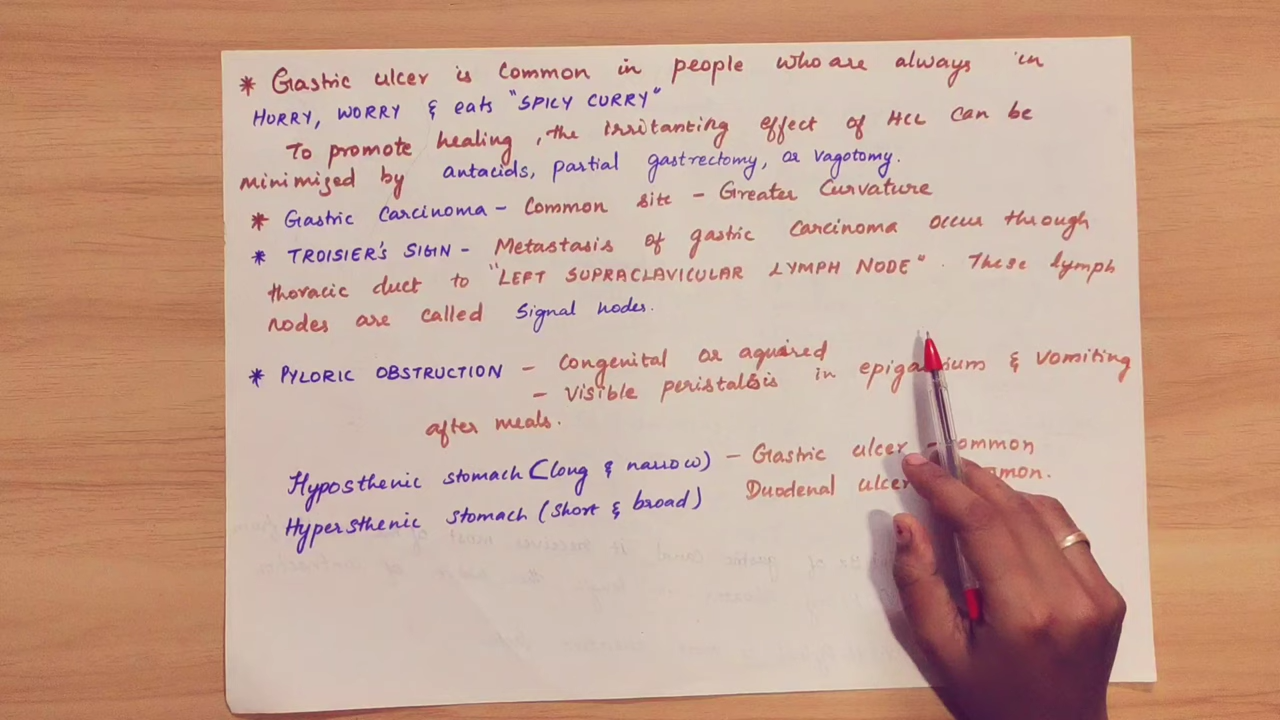 * Gastric ulcer is common in people who are always in
HURRY, WORRY & eats "SPICY CURRY"
To promote healing, the irritanting effect of HCL can be
minimized by antacids, partial gastrectomy, or vagotomy.
* Gastric carcinoma - Common site - Greater Curvature
* TROISIER'S SIGN - Metastasis of gastric carcinoma occur through
thoracic duct to "LEFT SUPRACLAVICULAR LYMPH NODE". These lymph
nodes are called signal nodes.
* PYLORIC OBSTRUCTION - Congenital or aquired
- Visible peristalsis in & vomiting
after meals.
Hyposthenic stomach (long & narrow) - Gastric ulcer - common
Hypersthenic stomach (short & broad) Duodenal ulcer